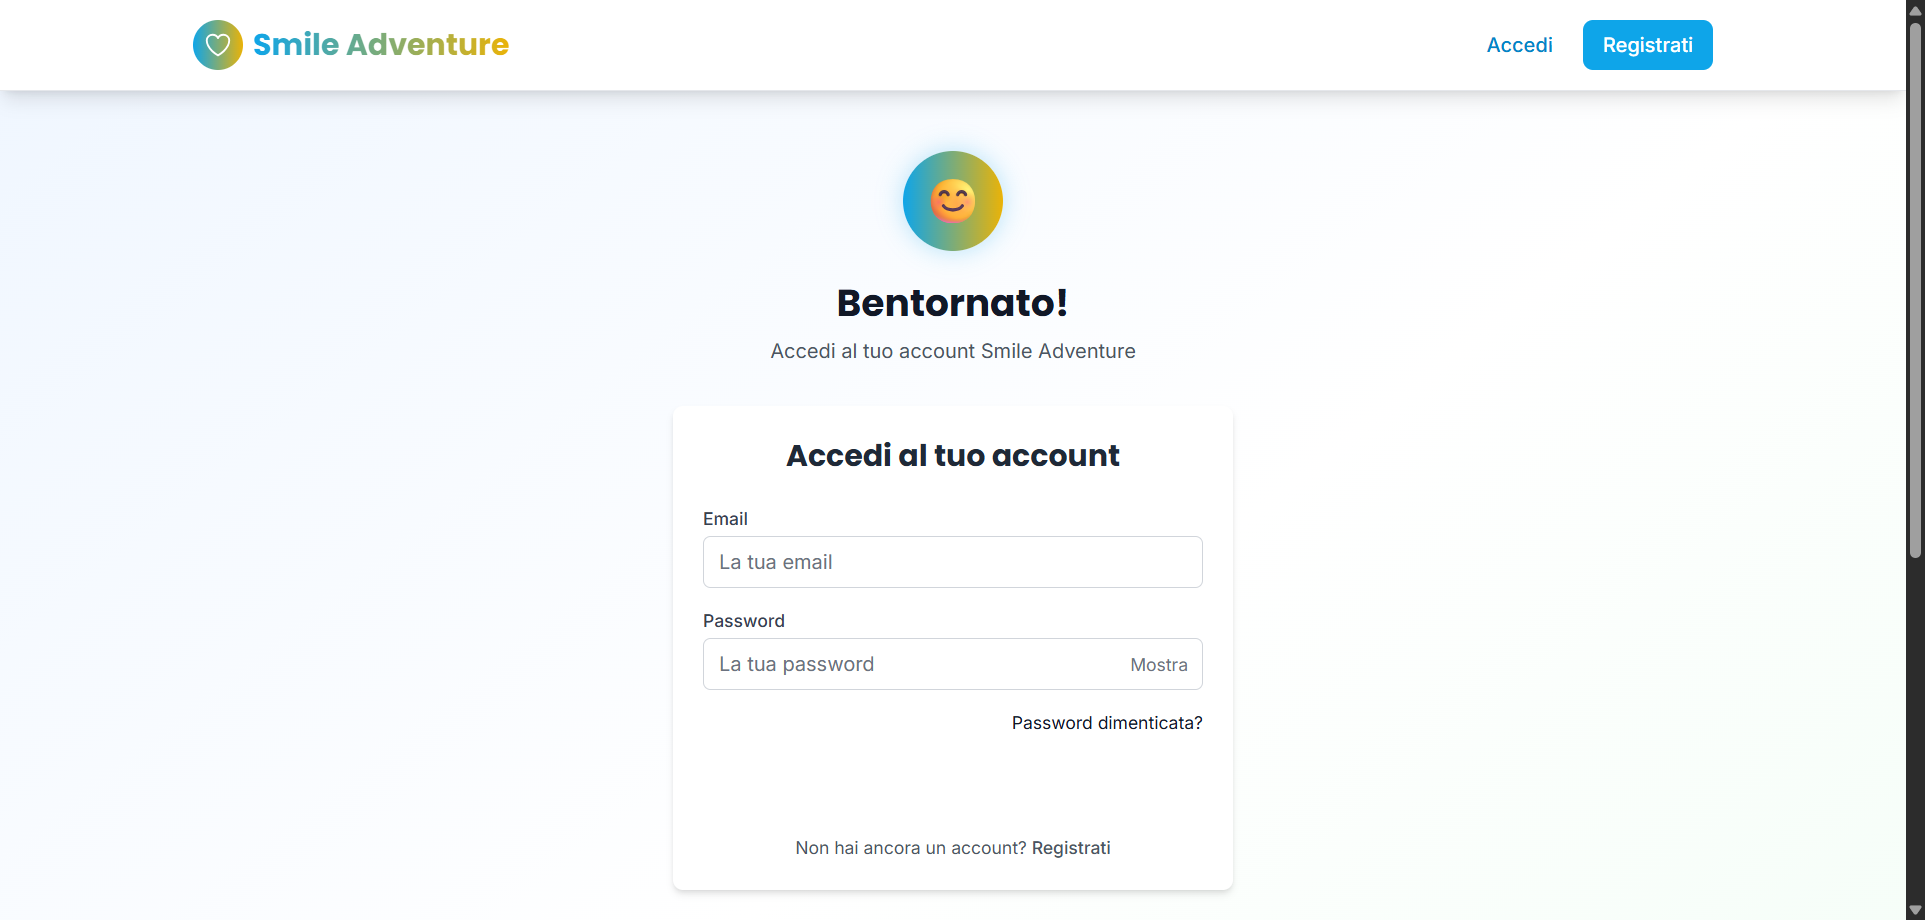 Smile Adventure
Accedi
Registrati
Bentornato!
Accedi al tuo account Smile Adventure
Accedi al tuo account
Email
La tua email
Password
La tua password
Mostra
Password dimenticata?
Non hai ancora un account? Registrati